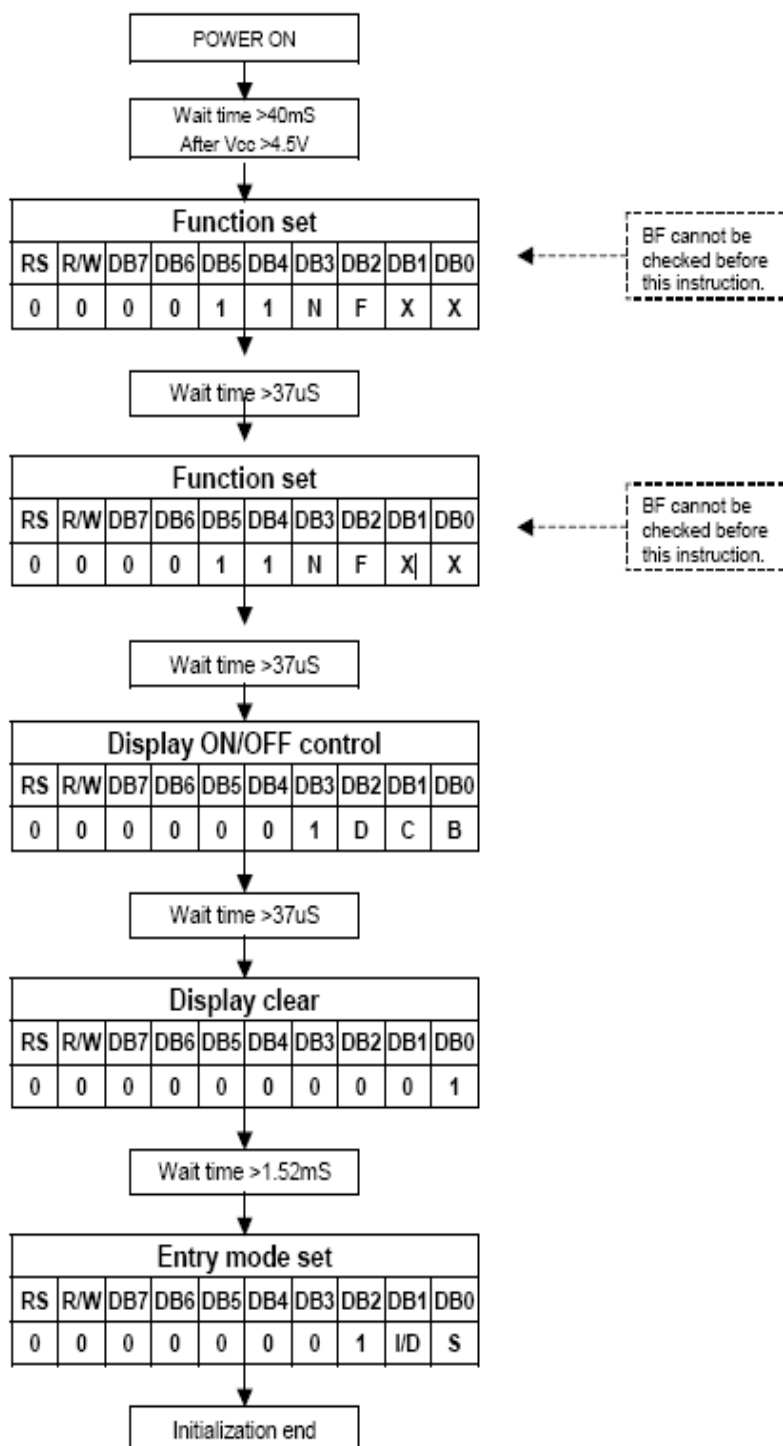 POWER ON
Wait time >40mS
After Vcc >4.5V
Function set
RS R/W DB7 DB6 DB5 DB4 DB3 DB2 DB1 DB0
0 0 0 0 1 1 N F X X
BF cannot be
checked before
this instruction.
Wait time >37uS
Function set
RS R/W DB7 DB6 DB5 DB4 DB3 DB2 DB1 DB0
0 0 0 0 1 1 N F X X
BF cannot be
checked before
this instruction.
Wait time >37uS
Display ON/OFF control
RS R/W DB7 DB6 DB5 DB4 DB3 DB2 DB1 DB0
0 0 0 0 0 0 1 D C B
Wait time >37uS
Display clear
RS R/W DB7 DB6 DB5 DB4 DB3 DB2 DB1 DB0
0 0 0 0 0 0 0 0 0 1
Wait time >1.52mS
Entry mode set
RS R/W DB7 DB6 DB5 DB4 DB3 DB2 DB1 DB0
0 0 0 0 0 0 0 1 I/D S
Initialization end